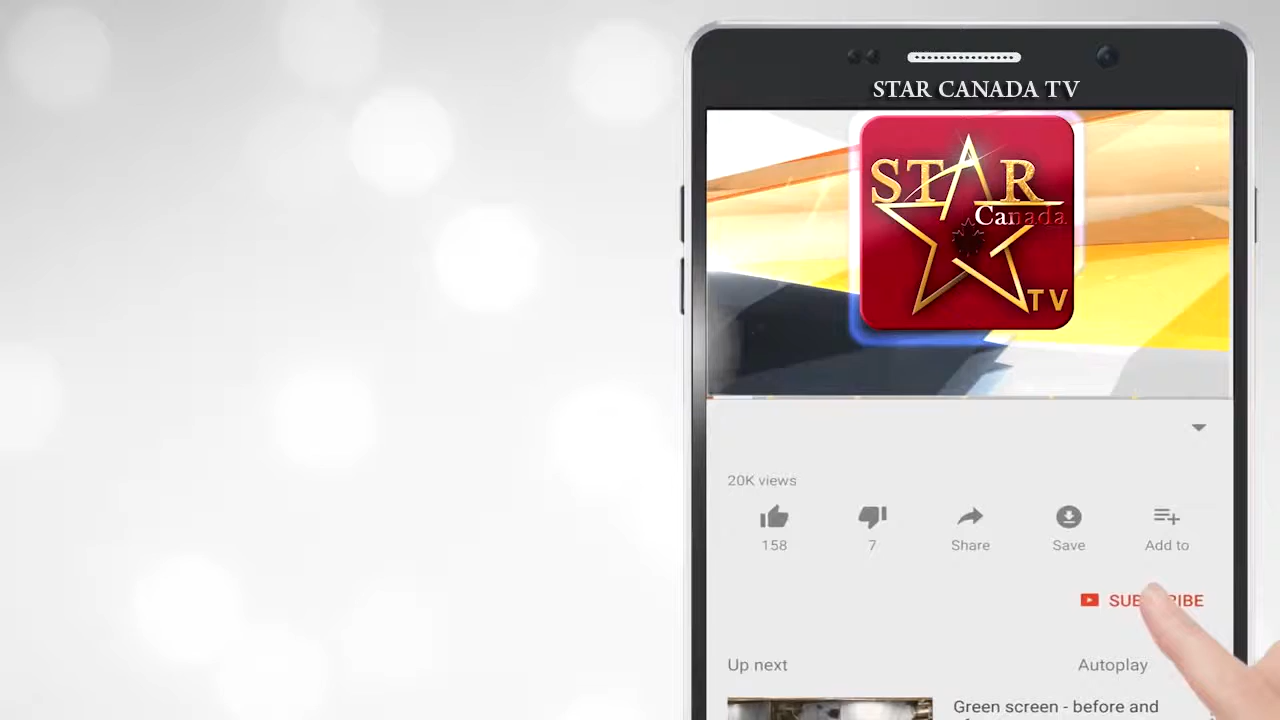 STAR CANADA TV
STAR
Canada
TV
20K views
158
7
Share
Save
Add to
SUBSCRIBE
Up next
Autoplay
Green screen - before and